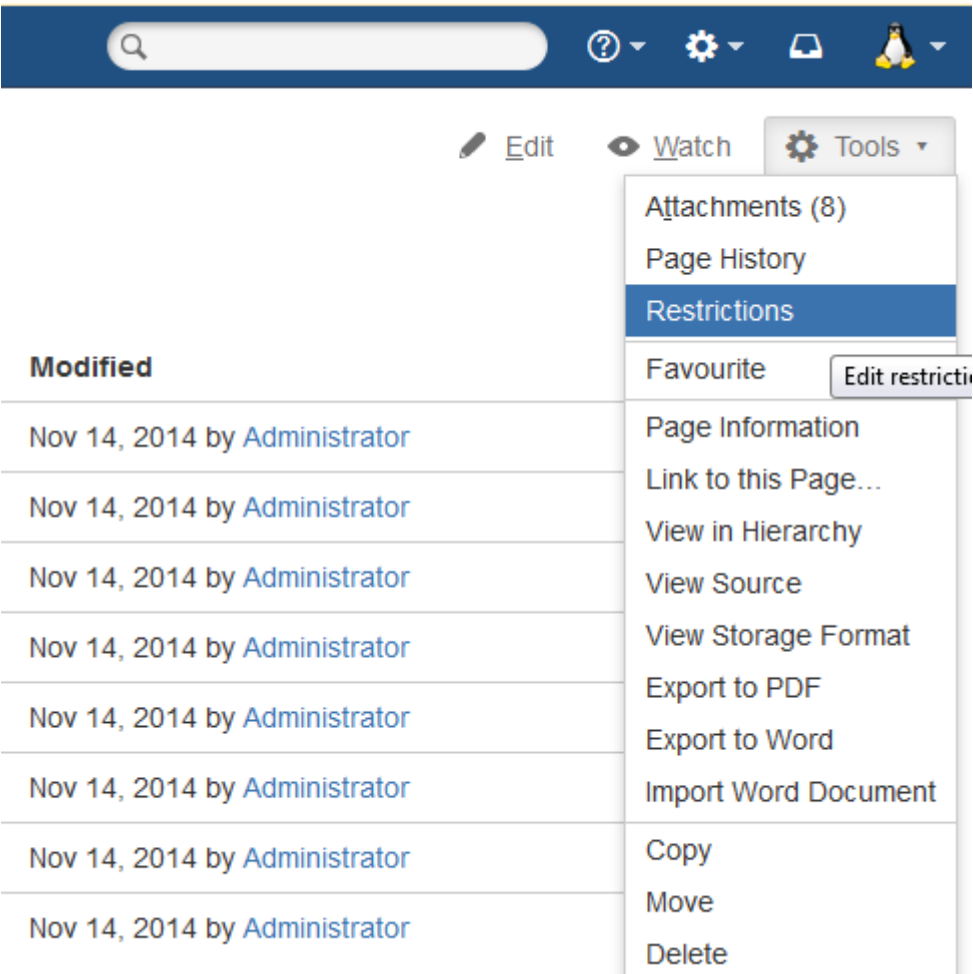 Edit Watch Tools
Attachments (8)
Page History
Restrictions
Modified
Favourite
Edit
Page Information
Nov 14, 2014 by Administrator
Link to this Page...
Nov 14, 2014 by Administrator
View in Hierarchy
Nov 14, 2014 by Administrator
View Source
Nov 14, 2014 by Administrator
View Storage Format
Export to PDF
Nov 14, 2014 by Administrator
Export to Word
Nov 14, 2014 by Administrator
Import Word Document
Nov 14, 2014 by Administrator
Copy
Move
Nov 14, 2014 by Administrator
Delete